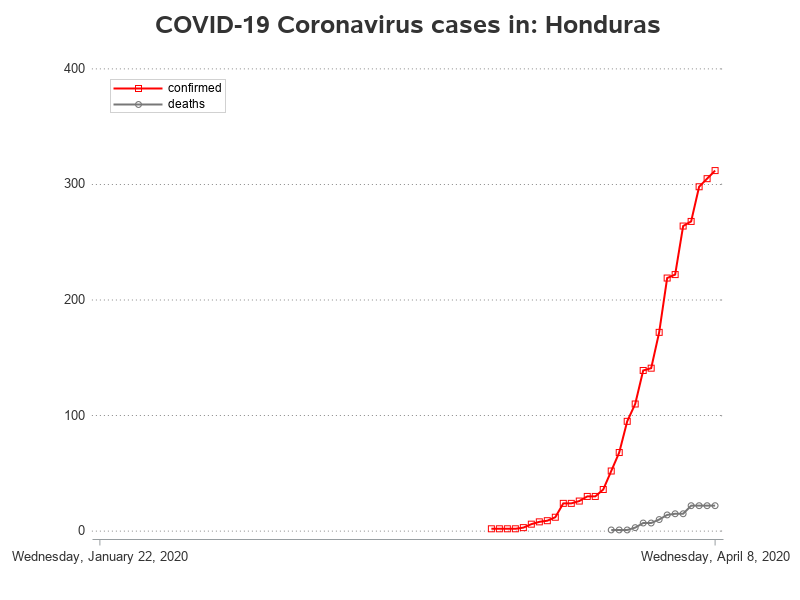 COVID-19 Coronavirus cases in: Honduras
400
confirmed
deaths
300
200
100
0
Wednesday, January 22, 2020
Wednesday, April 8, 2020